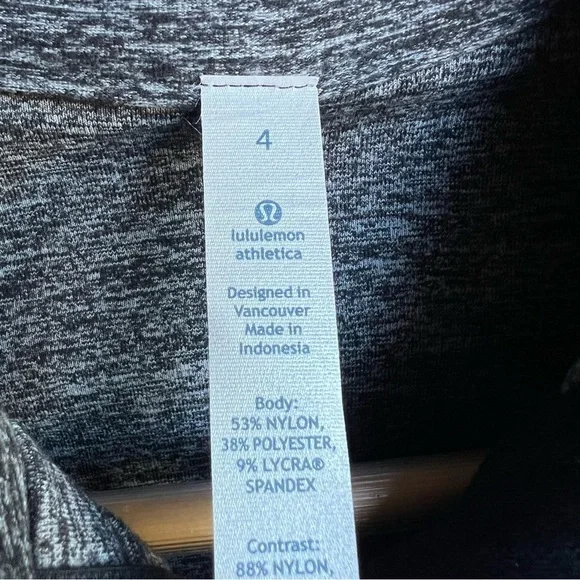 4
lululemon
athletica
Designed in
Vancouver
Made in
Indonesia
Body:
53% NYLON,
38% POLYESTER,
9% LYCRA®
SPANDEX
Contrast:
88% NYLON,